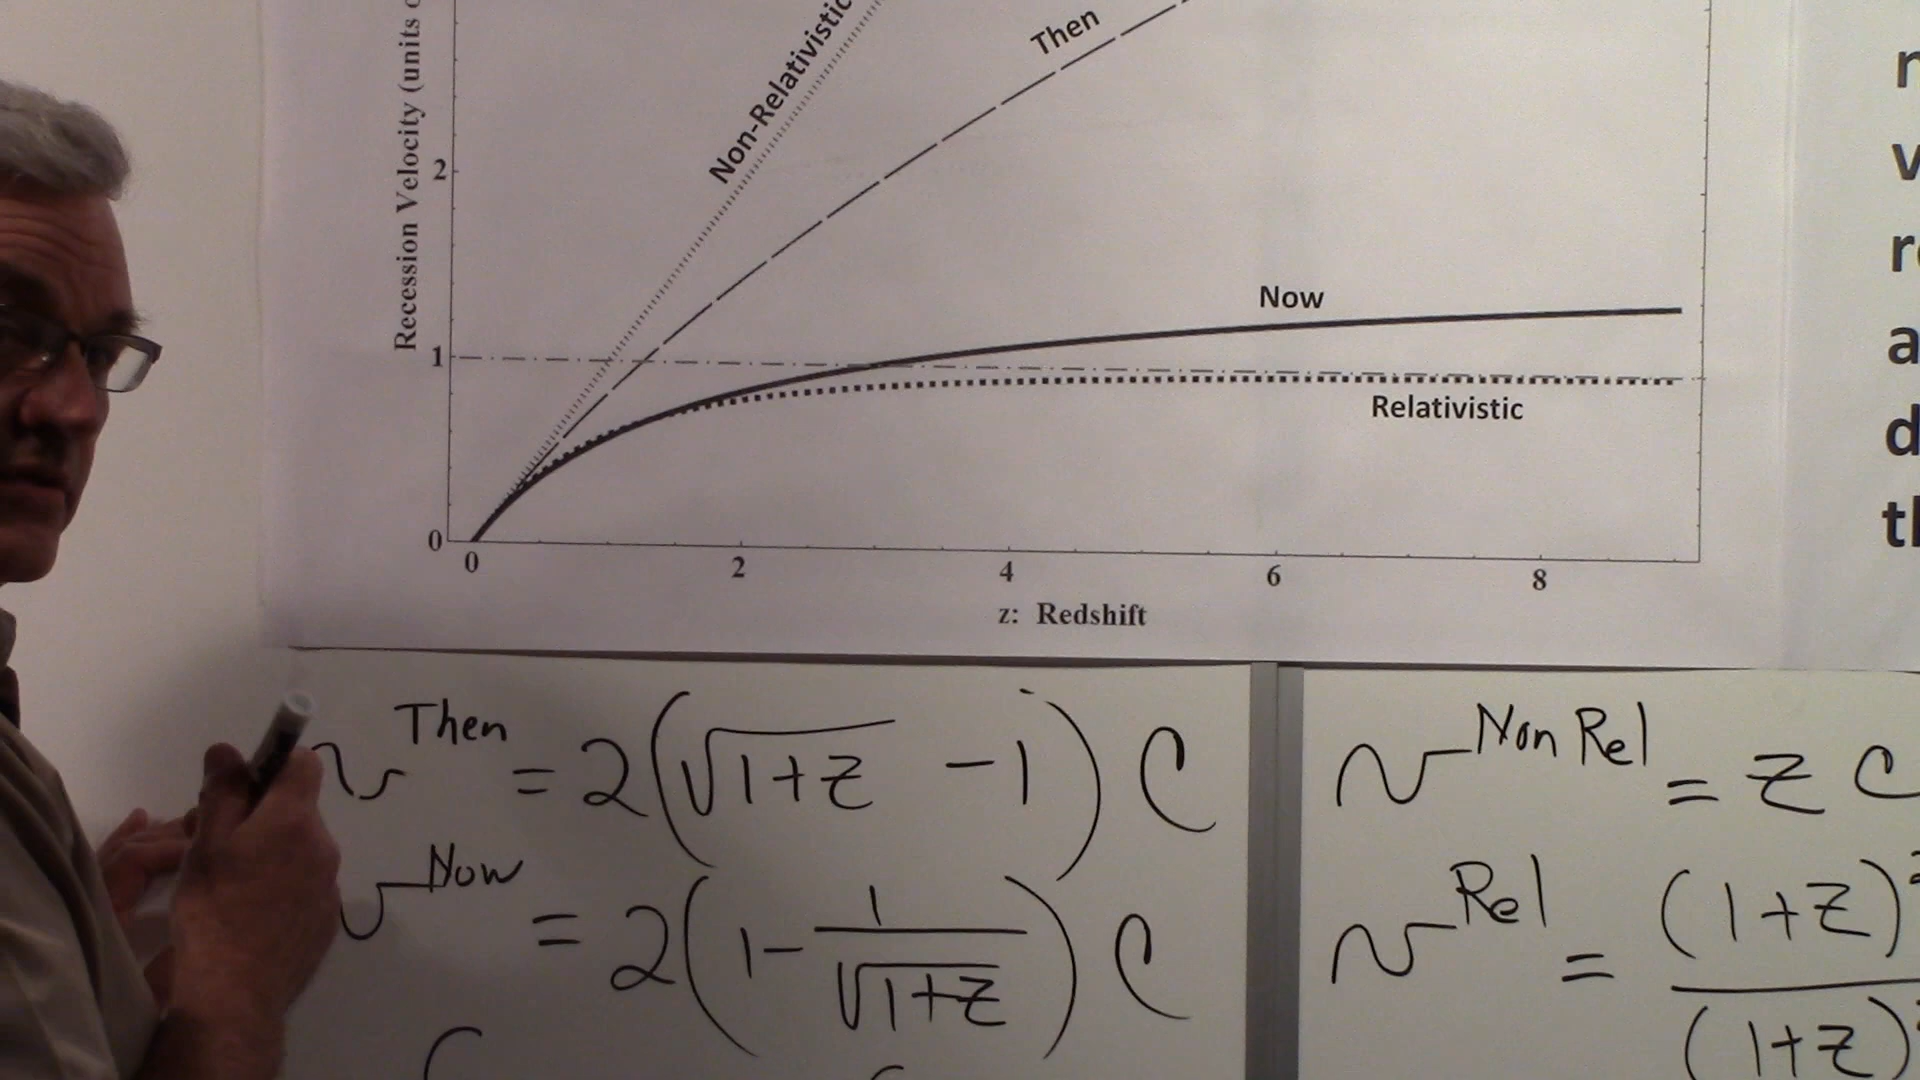 Recession Velocity (units
Non-Relativistic
Then
2
Now
1
Relativistic
0
0 2 4 6 8
z: Redshift
v^Then = 2(√(1+z) - 1) C
v^Now = 2(1 - 1/√(1+z)) C
v^Non Rel = z C
v^Rel = (1+z)
(1+z)